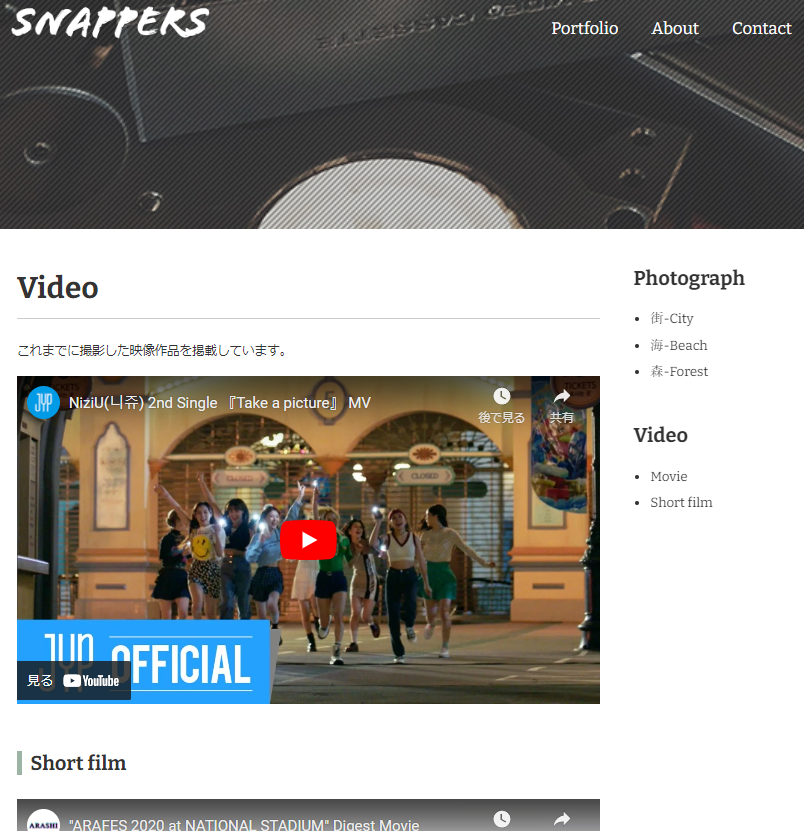 SNAPPERS
Portfolio About Contact
Video
これまでに撮影した映像作品を掲載しています。
NiziU(니쥬) 2nd Single 『Take a picture』 MV
後で見る 共有
TICKETS
TICKETS
CLOSED
CLOSED
JYP OFFICIAL
見る YouTube
Short film
ARASHI "ARAFES 2020 at NATIONAL STADIUM" Digest Movie
Photograph
街-City
海-Beach
森-Forest
Video
Movie
Short film